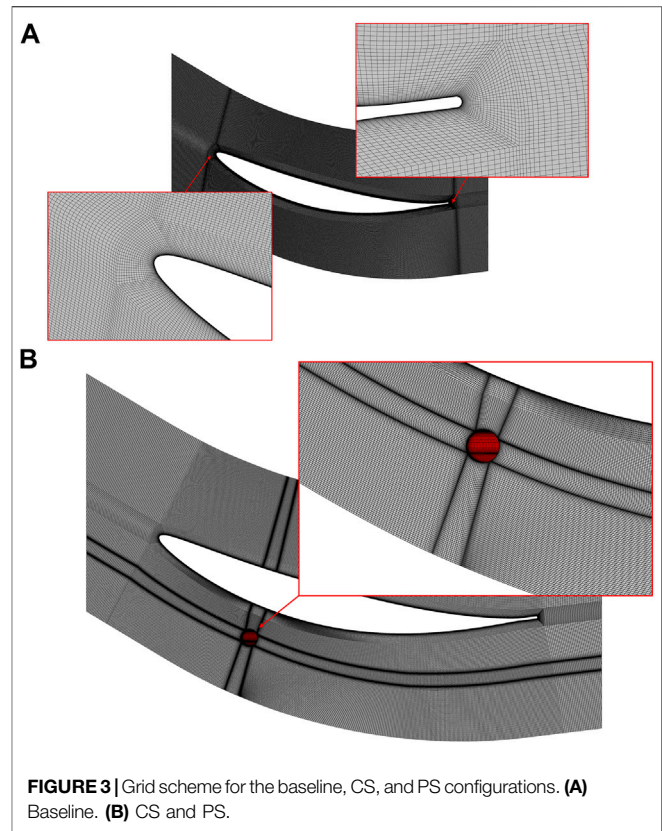 A
B
FIGURE 3 | Grid scheme for the baseline, CS, and PS configurations. (A)
Baseline. (B) CS and PS.